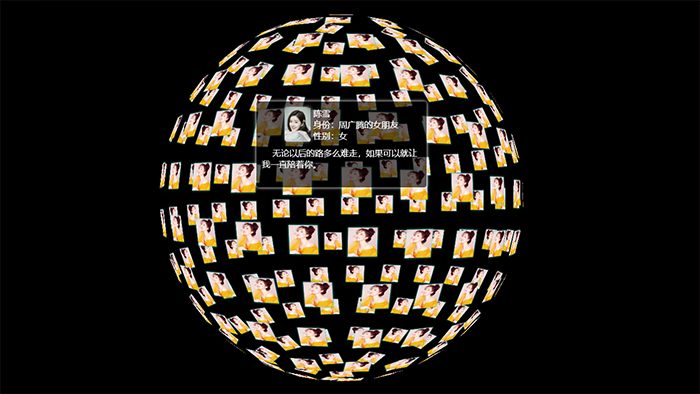 陈雪
身份：周广腾的女朋友
性别：女
无论以后的路多么难走，如果可以就让
我一直陪着你。